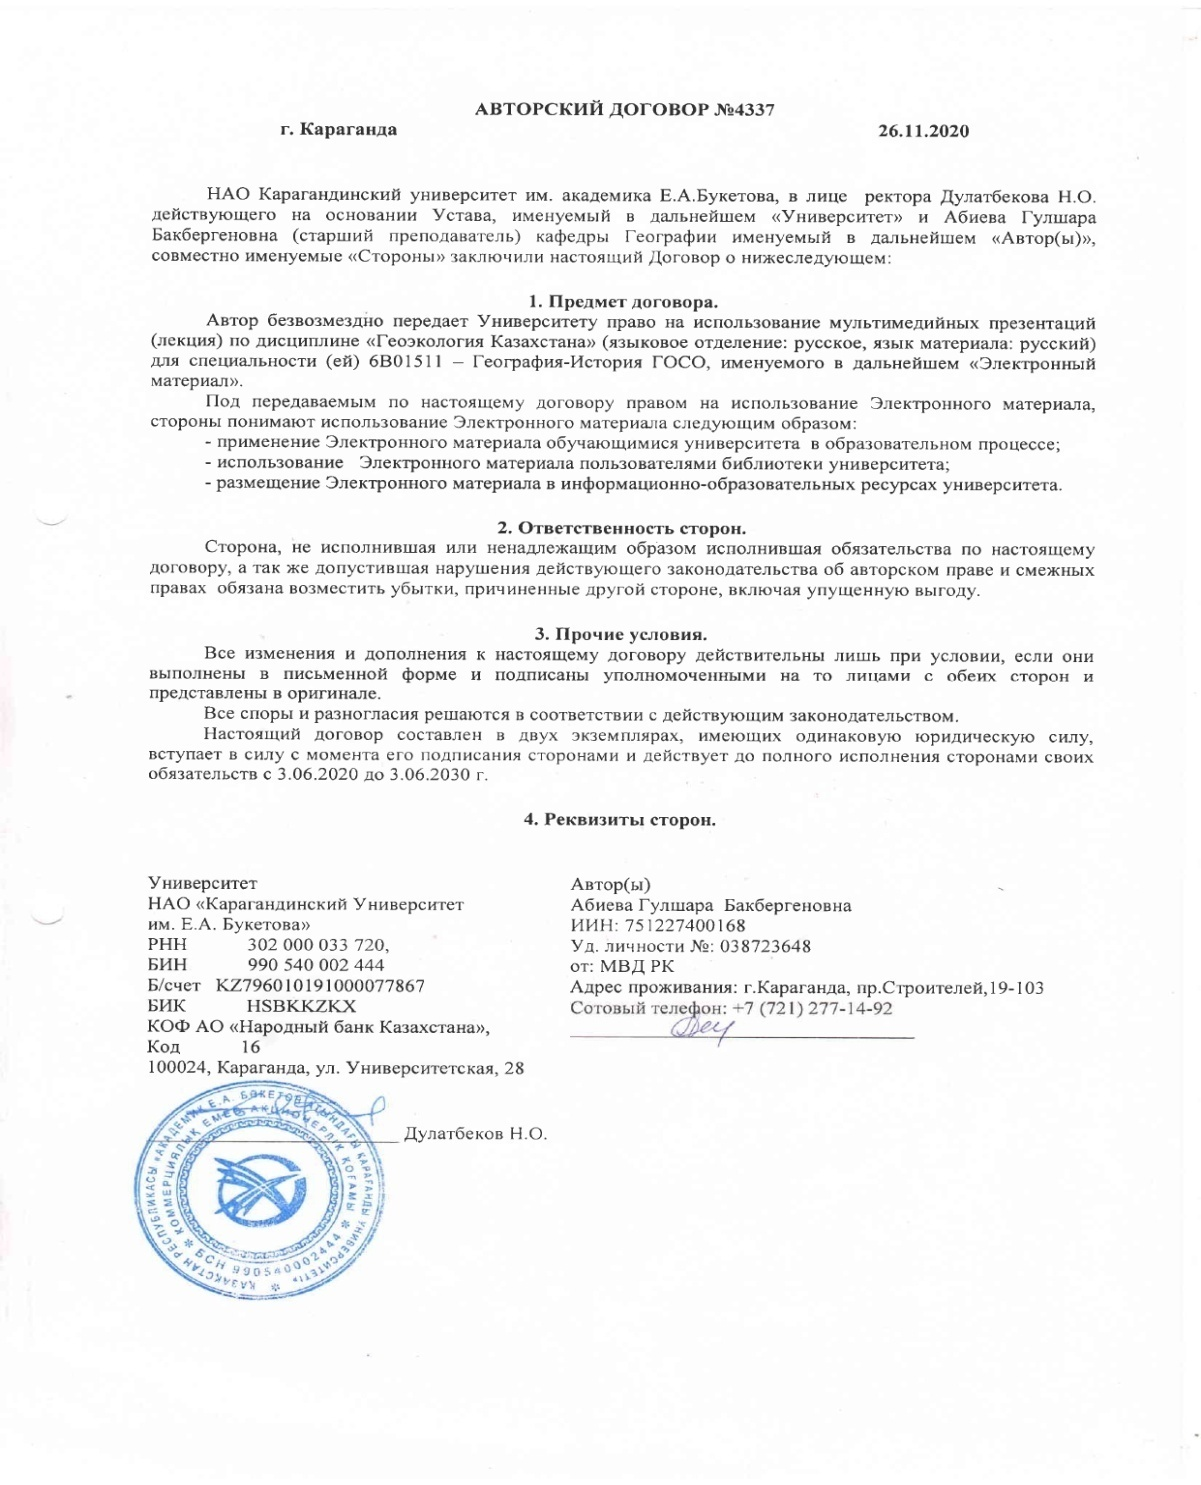 АВТОРСКИЙ ДОГОВОР №4337
г. Караганда 26.11.2020
НАО Карагандинский университет им. академика Е.А.Букетова, в лице ректора Дулатбекова Н.О.
действующего на основании Устава, именуемый в дальнейшем «Университет» и Абиева Гулшара
Бакбергеновна (старший преподаватель) кафедры Географии именуемый в дальнейшем «Автор(ы)»,
совместно именуемые «Стороны» заключили настоящий Договор о нижеследующем:
1. Предмет договора.
Автор безвозмездно передает Университету право на использование мультимедийных презентаций
(лекция) по дисциплине «Геоэкология Казахстана» (языковое отделение: русское, язык материала: русский)
для специальности (ей) 6В01511 – География-История ГОСО, именуемого в дальнейшем «Электронный
материал».
Под передаваемым по настоящему договору правом на использование Электронного материала,
стороны понимают использование Электронного материала следующим образом:
- применение Электронного материала обучающимися университета в образовательном процессе;
- использование Электронного материала пользователями библиотеки университета;
- размещение Электронного материала в информационно-образовательных ресурсах университета.
2. Ответственность сторон.
Сторона, не исполнившая или ненадлежащим образом исполнившая обязательства по настоящему
договору, а так же допустившая нарушения действующего законодательства об авторском праве и смежных
правах обязана возместить убытки, причиненные другой стороне, включая упущенную выгоду.
3. Прочие условия.
Все изменения и дополнения к настоящему договору действительны лишь при условии, если они
выполнены в письменной форме и подписаны уполномоченными на то лицами с обеих сторон и
представлены в оригинале.
Все споры и разногласия решаются в соответствии с действующим законодательством.
Настоящий договор составлен в двух экземплярах, имеющих одинаковую юридическую силу,
вступает в силу с момента его подписания сторонами и действует до полного исполнения сторонами своих
обязательств с 3.06.2020 до 3.06.2030 г.
4. Реквизиты сторон.
Университет
НАО «Карагандинский Университет
им. Е.А. Букетова»
РНН 302 000 033 720,
БИН 990 540 002 444
Б/счет KZ796010191000077867
БИК HSBKKZKX
КОФ АО «Народный банк Казахстана»,
Код 16
100024, Караганда, ул. Университетская, 28
Дулатбеков Н.О.
Автор(ы)
Абиева Гулшара Бакбергеновна
ИИН: 751227400168
Уд. личности №: 038723648
от: МВД РК
Адрес проживания: г.Караганда, пр.Строителей,19-103
Сотовый телефон: +7 (721) 277-14-92
ҚАЗАҚСТАН РЕСПУБЛИКАСЫ «АКАДЕМИК Е.А. БӨКЕТОВ АТЫНДАҒЫ ҚАРАҒАНДЫ УНИВЕРСИТЕТІ»
КОММЕРЦИЯЛЫҚ ЕМЕС АКЦИОНЕРЛІК ҚОҒАМЫ
БСН 990540002444